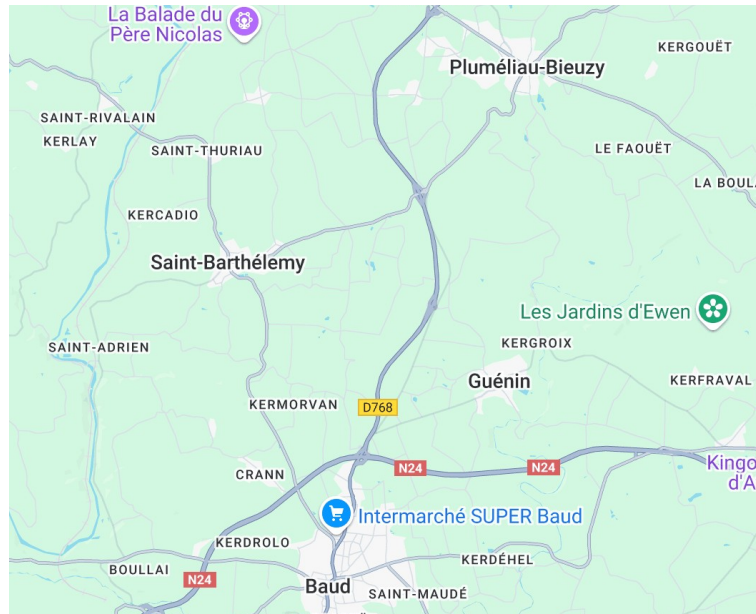 La Balade du
Père Nicolas
KERGOUËT
Pluméliau-Bieuzy
SAINT-RIVALAIN
KERLAY
SAINT-THURIAU
LE FAOUËT
LA BOULA
KERCADIO
Saint-Barthélemy
Les Jardins d'Ewen
SAINT-ADRIEN
KERGROIX
Guénin
KERFRAVAL
KERMORVAN
D768
CRANN
N24
N24
Kingo
d'A
Intermarché SUPER Baud
KERDROLO
BOULLAI
KERDÉHEL
N24
Baud
SAINT-MAUDÉ